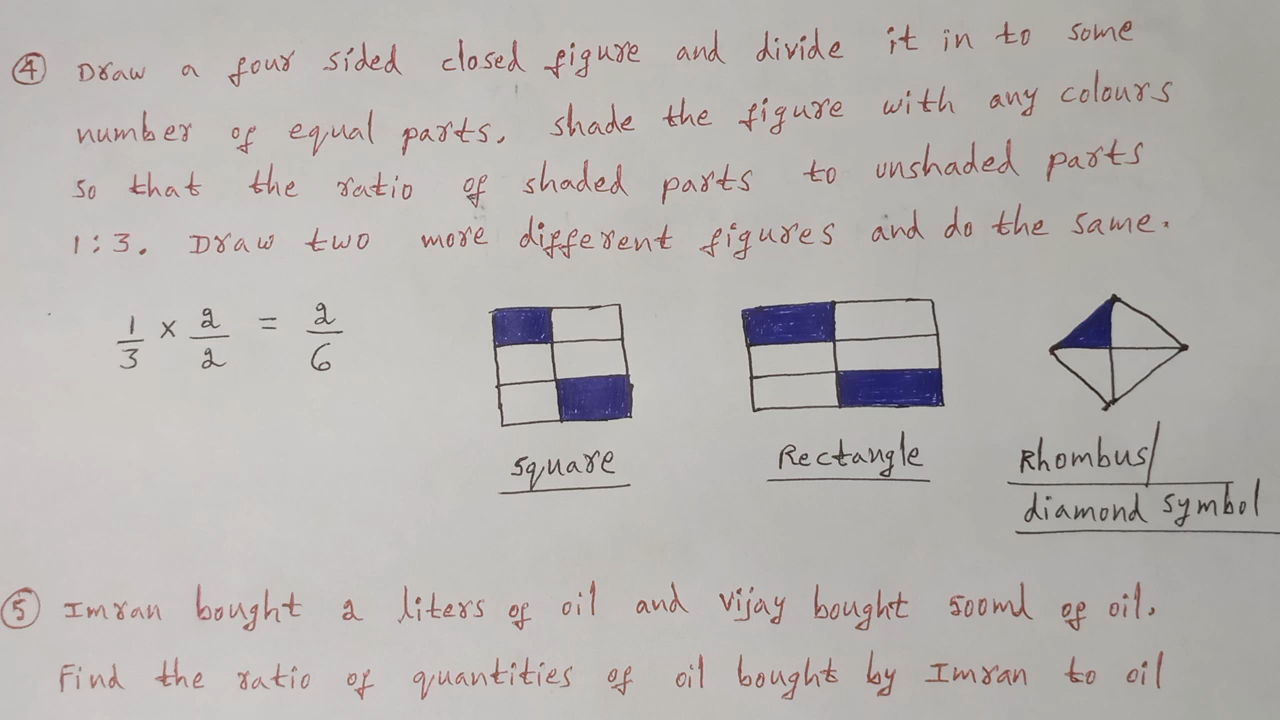 ④ Draw a four sided closed figure and divide it in to some
number of equal parts. shade the figure with any colours
so that the ratio of shaded parts to unshaded parts
1:3. Draw two more different figures and do the same.
1/3 × 2/2 = 2/6
Square
Rectangle
Rhombus/
diamond symbol
⑤ Imran bought 2 liters of oil and vijay bought 500ml of oil.
Find the ratio of quantities of oil bought by Imran to oil